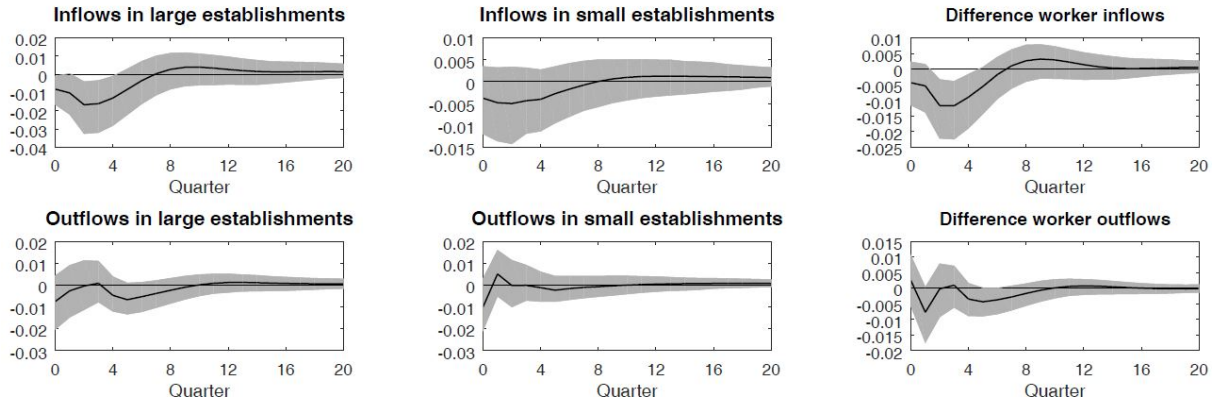 Inflows in large establishments
0.02
0.01
0
-0.01
-0.02
-0.03
-0.04
0 4 8 12 16 20
Quarter
Inflows in small establishments
0.01
0.005
0
-0.005
-0.01
-0.015
0 4 8 12 16 20
Quarter
Difference worker inflows
0.01
0.005
0
-0.005
-0.01
-0.015
-0.02
-0.025
0 4 8 12 16 20
Quarter
Outflows in large establishments
0.02
0.01
0
-0.01
-0.02
-0.03
0 4 8 12 16 20
Quarter
Outflows in small establishments
0.02
0.01
0
-0.01
-0.02
-0.03
0 4 8 12 16 20
Quarter
Difference worker outflows
0.015
0.01
0.005
0
-0.005
-0.01
-0.015
-0.02
0 4 8 12 16 20
Quarter